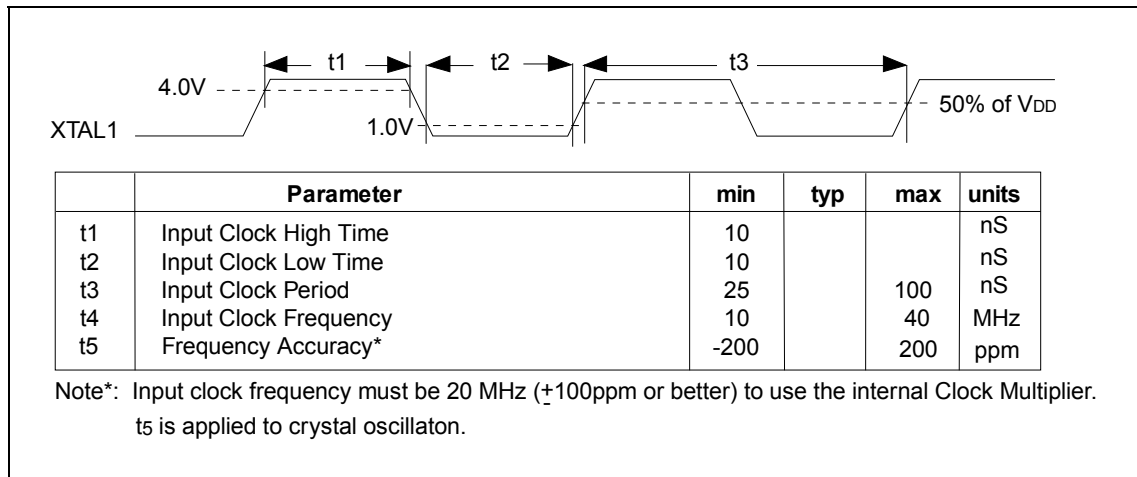 t1 t2 t3
4.0V
50% of VDD
XTAL1 1.0V
Parameter min typ max units
t1 Input Clock High Time 10 nS
t2 Input Clock Low Time 10 nS
t3 Input Clock Period 25 100 nS
t4 Input Clock Frequency 10 40 MHz
t5 Frequency Accuracy* -200 200 ppm
Note*: Input clock frequency must be 20 MHz (±100ppm or better) to use the internal Clock Multiplier.
t5 is applied to crystal oscillaton.